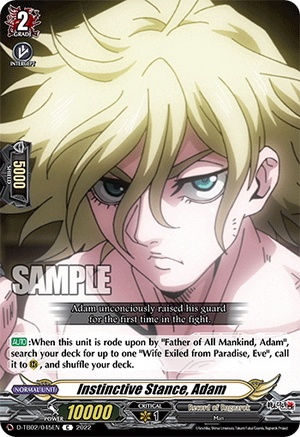 2
GRADE
INTERCEPT
5000
SHIELD
SAMPLE
Adam unconciously raised his guard
for the first time in the fight.
AUTO:When this unit is rode upon by "Father of All Mankind, Adam",
search your deck for up to one "Wife Exiled from Paradise, Eve", call
it to R, and shuffle your deck.
NORMAL UNIT
D-TB02/045EN C 2022
Instinctive Stance, Adam
POWER 10000
CRITICAL
1
Record of Ragnarok
Man